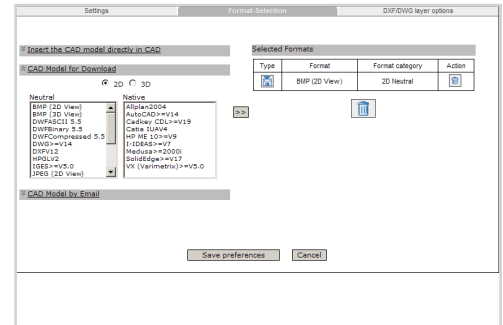 Settings
Format-Selection
DXF/DWG layer options
Insert the CAD model directly in CAD
Selected Formats
CAD Model for Download
Type Format Format category Action
BMP (2D View) 2D Neutral
2D 3D
Neutral
BMP (2D View)
BMP (3D View)
DWFASCII 5.5
DWFBinary 5.5
DWFCompressed 5.5
DWG>=V14
DXFV12
HPGLV2
IGES>=V5.0
JPEG (2D View)
Native
Allplan2004
AutoCAD>=V14
Cadkey CDL>=V19
Catia IUAV4
HP ME 10>=V9
I-IDEAS>=V7
Medusa>=2000i
SolidEdge>=V17
VX (Varimetrix)>=V5.0
>>
CAD Model by Email
Save preferences
Cancel